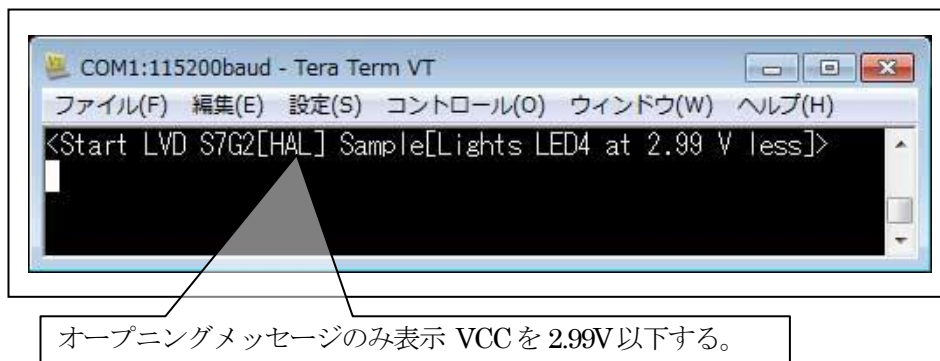 COM1:115200baud - Tera Term VT
ファイル(F) 編集(E) 設定(S) コントロール(O) ウィンドウ(W) ヘルプ(H)
<Start LVD S7G2[HAL] Sample[Lights LED4 at 2.99 V less]>
オープニングメッセージのみ表示 VCCを2.99V以下する。